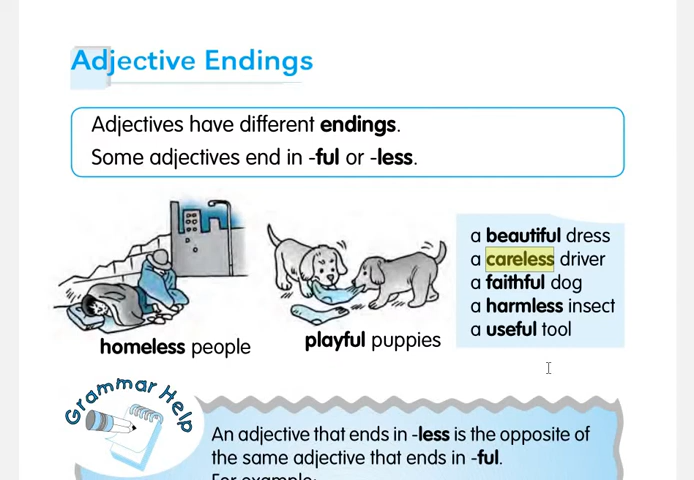 Adjective Endings
Adjectives have different endings.
Some adjectives end in -ful or -less.
a beautiful dress
a careless driver
a faithful dog
a harmless insect
a useful tool
homeless people
playful puppies
Grammar Help
An adjective that ends in -less is the opposite of
the same adjective that ends in -ful.
For example: